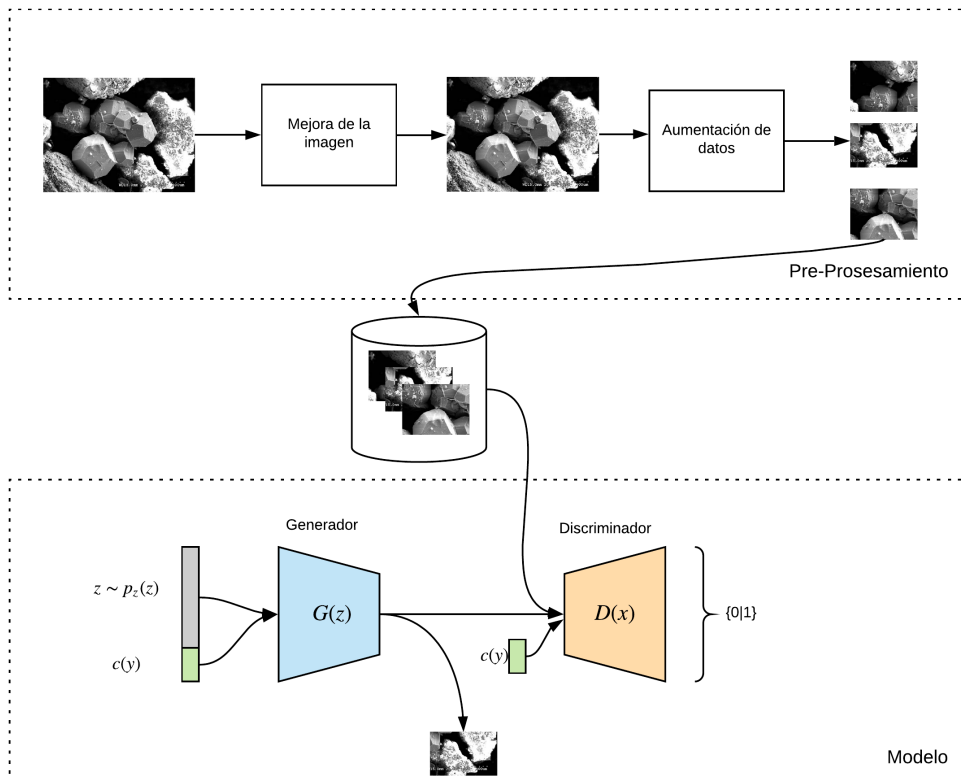 Mejora de la
imagen
Aumentación de
datos
Pre-Prosesamiento
Generador
Discriminador
z ∼ p_z(z)
G(z)
D(x)
{0|1}
c(y)
c(y)
Modelo